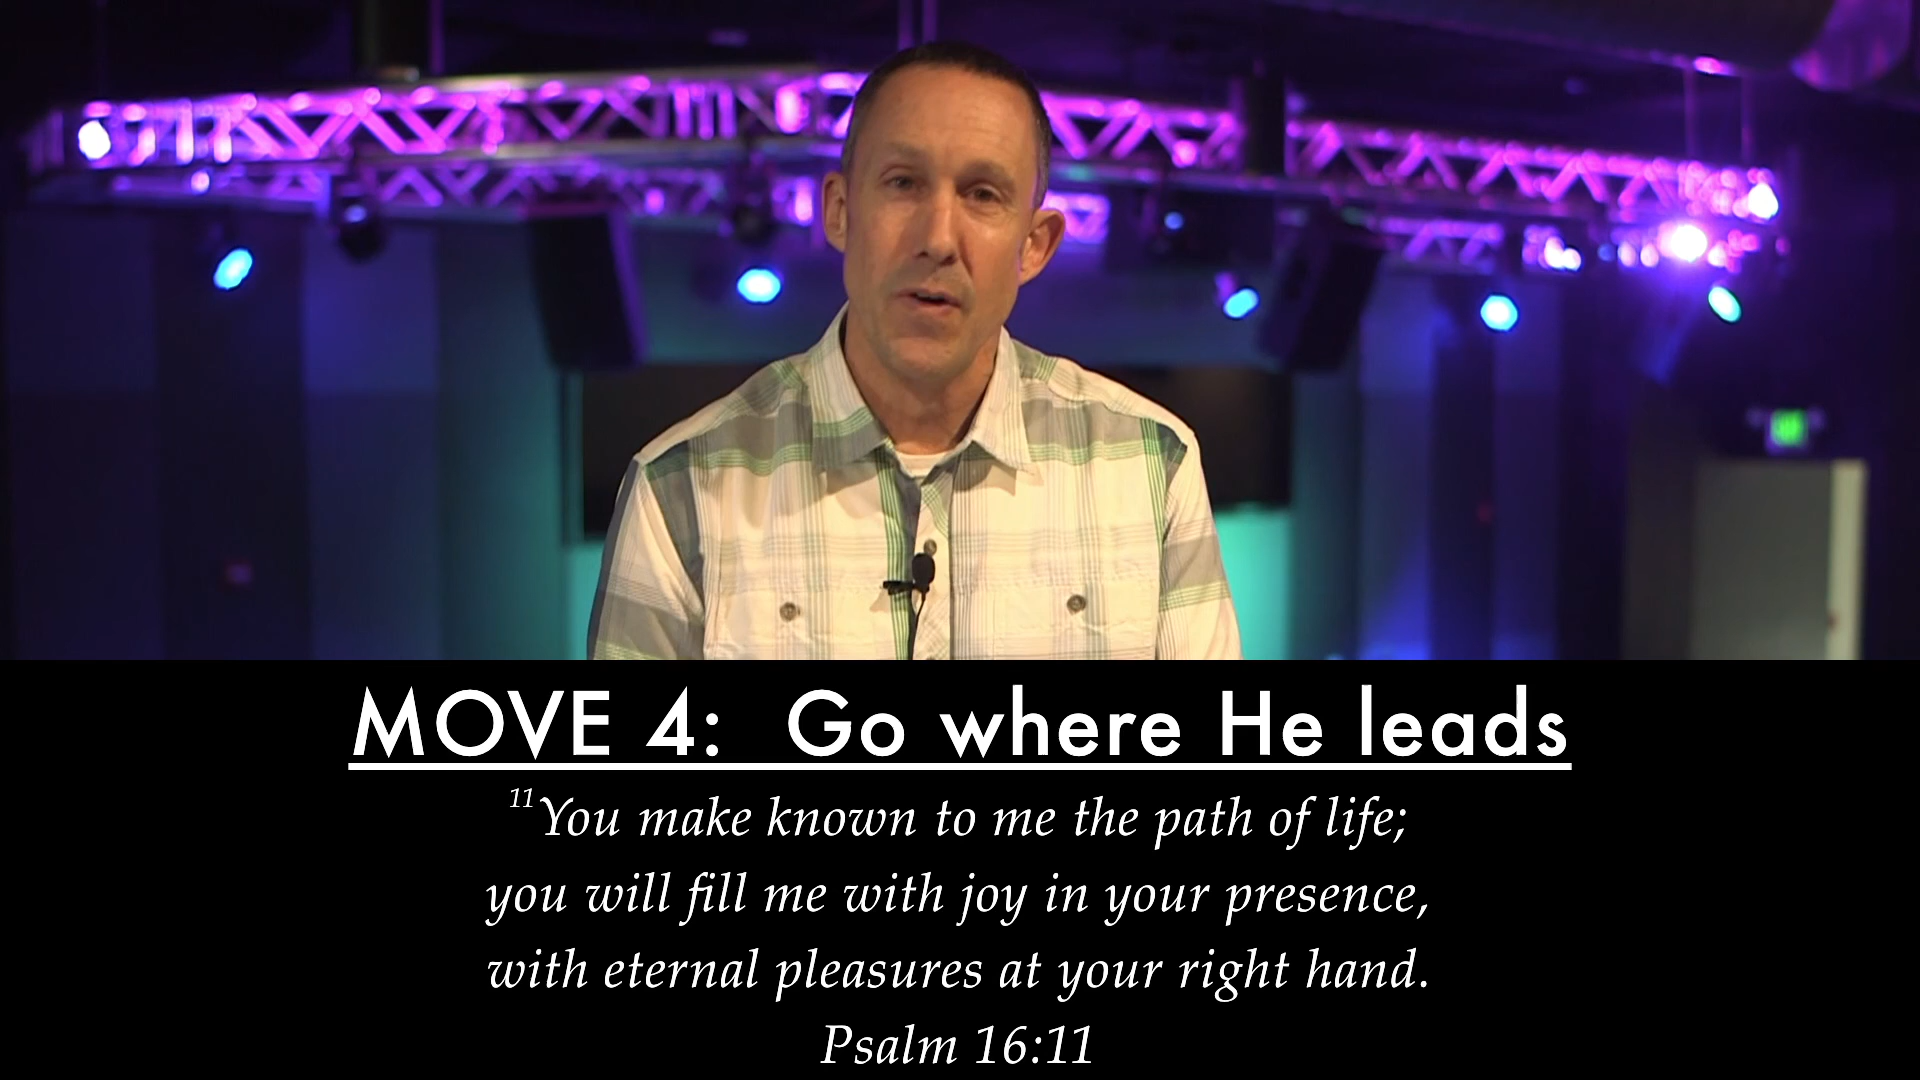 MOVE 4: Go where He leads
11You make known to me the path of life;
you will fill me with joy in your presence,
with eternal pleasures at your right hand.
Psalm 16:11